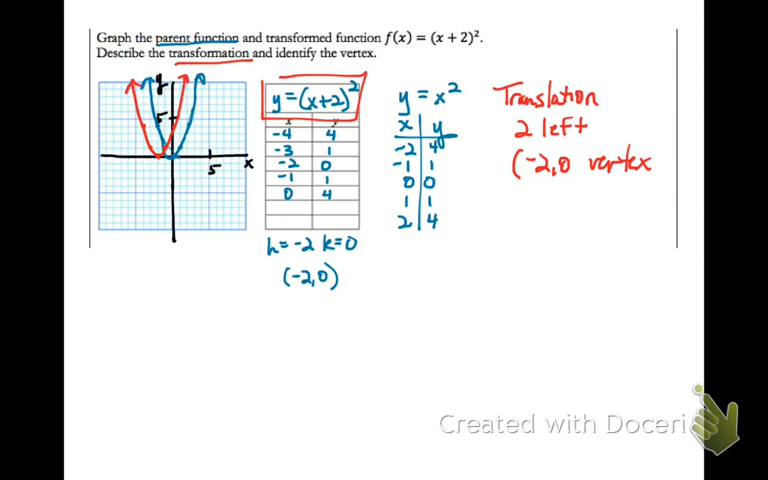 Graph the parent function and transformed function f(x) = (x + 2)².
Describe the transformation and identify the vertex.
y
5
5
x
y = (x+2)²
x y
-4 4
-3 1
-2 0
-1 1
0 4
h = -2 k = 0
(-2,0)
y = x²
x y
-2 4
-1 1
0 0
1 1
2 4
Translation
2 left
(-2,0 vertex
Created with Doceri